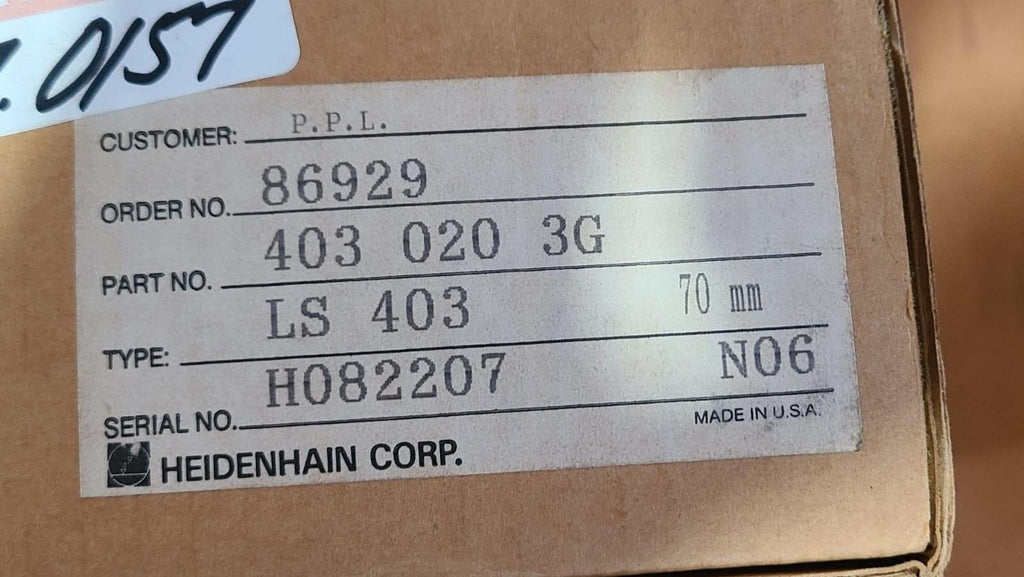 .0157
CUSTOMER: P.P.L.
ORDER NO. 86929
PART NO. 403 020 3G
TYPE: LS 403 70 mm
SERIAL NO. H082207 N06
MADE IN U.S.A.
HEIDENHAIN CORP.